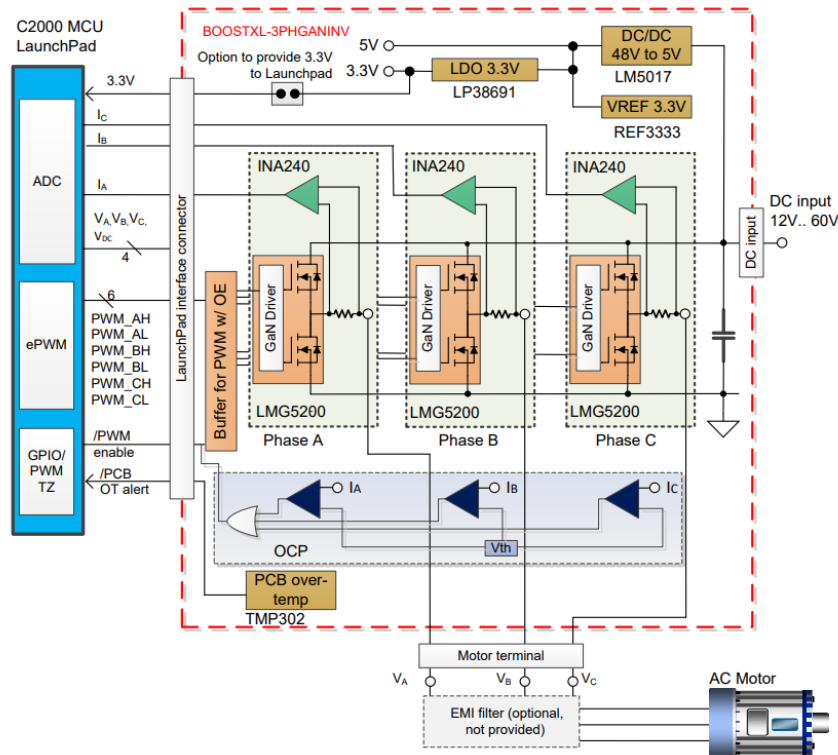 C2000 MCU
LaunchPad
BOOSTXL-3PHGANINV
Option to provide 3.3V
to Launchpad
5V
3.3V
LDO 3.3V
LP38691
DC/DC
48V to 5V
LM5017
VREF 3.3V
REF3333
3.3V
IC
IB
IA
VA,VB,VC,
VDC
4
ADC
LaunchPad interface connector
INA240
INA240
INA240
DC input
12V.. 60V
DC input
6
PWM_AH
PWM_AL
PWM_BH
PWM_BL
PWM_CH
PWM_CL
ePWM
Buffer for PWM w/ OE
GaN Driver
GaN Driver
GaN Driver
LMG5200
LMG5200
LMG5200
Phase A
Phase B
Phase C
GPIO/
PWM
TZ
/PWM
enable
/PCB
OT alert
IA
IB
IC
Vth
OCP
PCB over-
temp
TMP302
Motor terminal
VA
VB
VC
EMI filter (optional,
not provided)
AC Motor